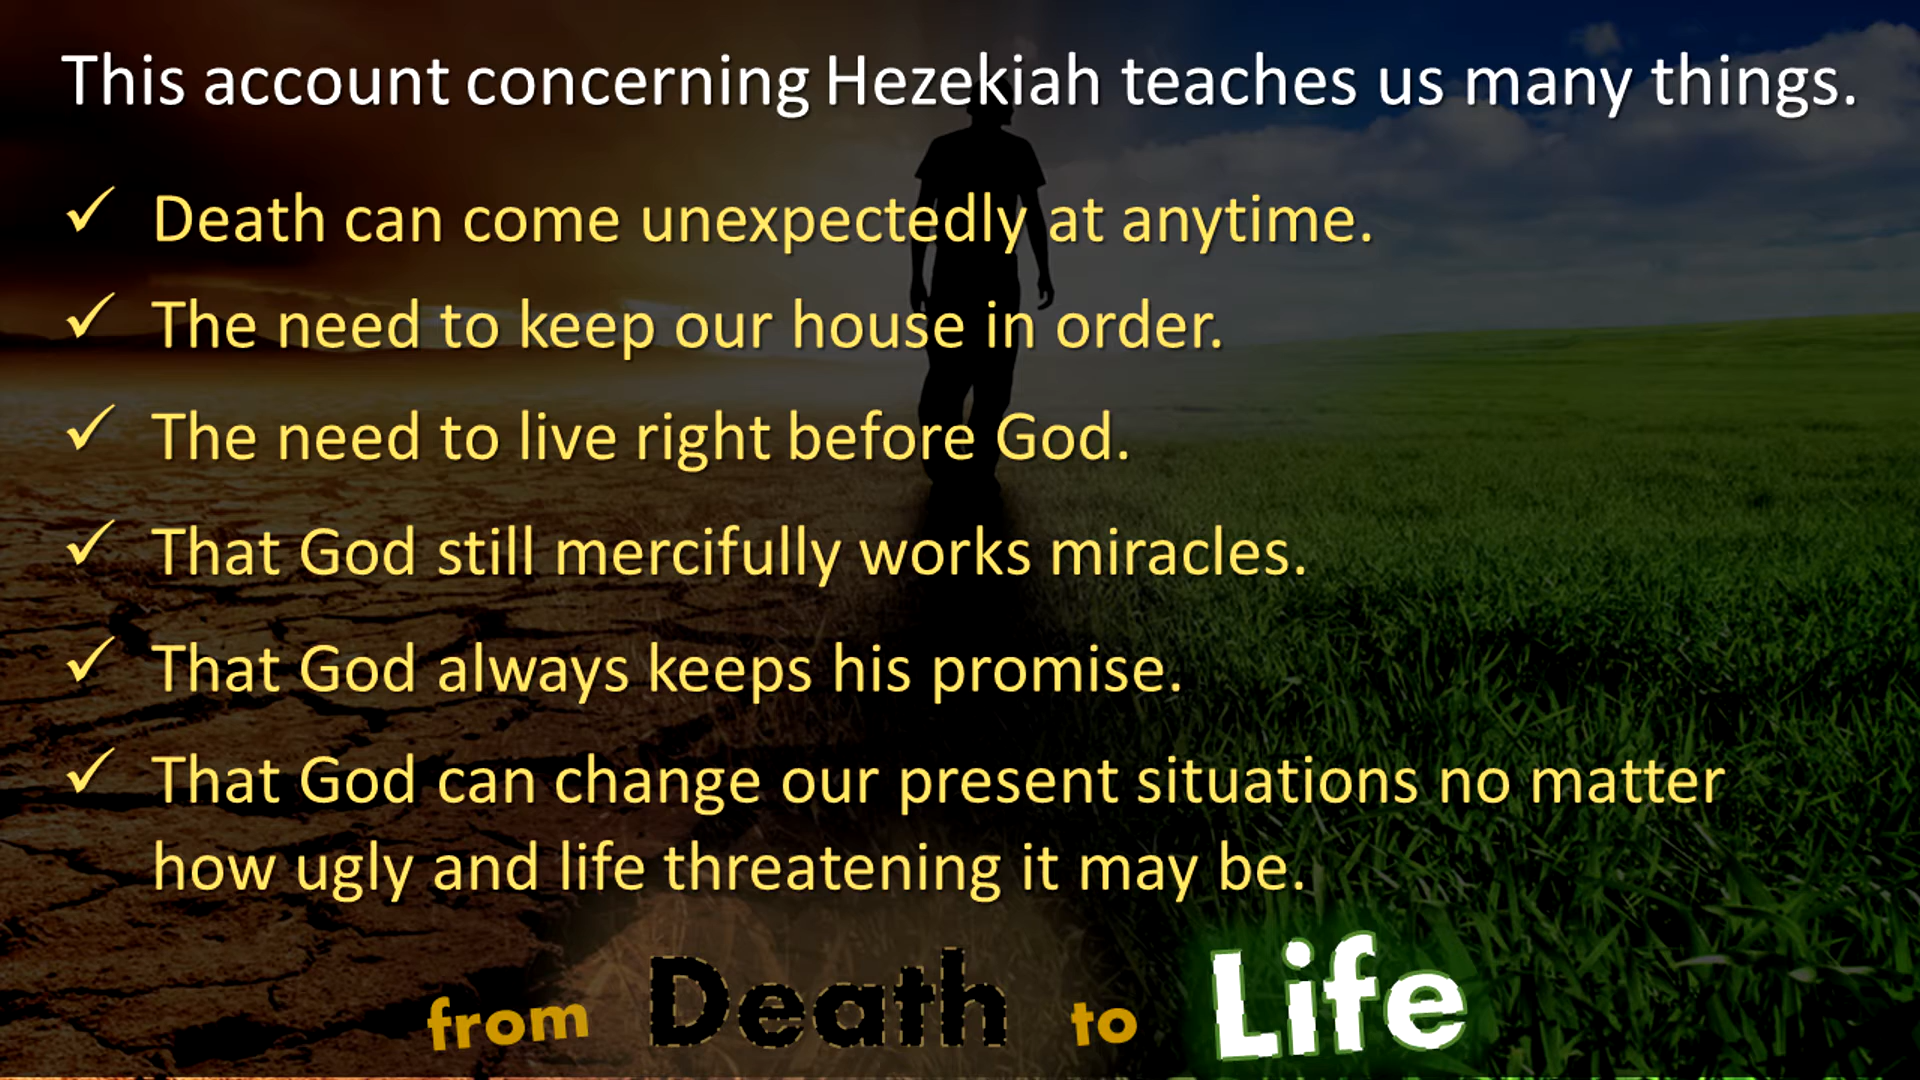 This account concerning Hezekiah teaches us many things.
✓ Death can come unexpectedly at anytime.
✓ The need to keep our house in order.
✓ The need to live right before God.
✓ That God still mercifully works miracles.
✓ That God always keeps his promise.
✓ That God can change our present situations no matter
how ugly and life threatening it may be.
from Death to Life